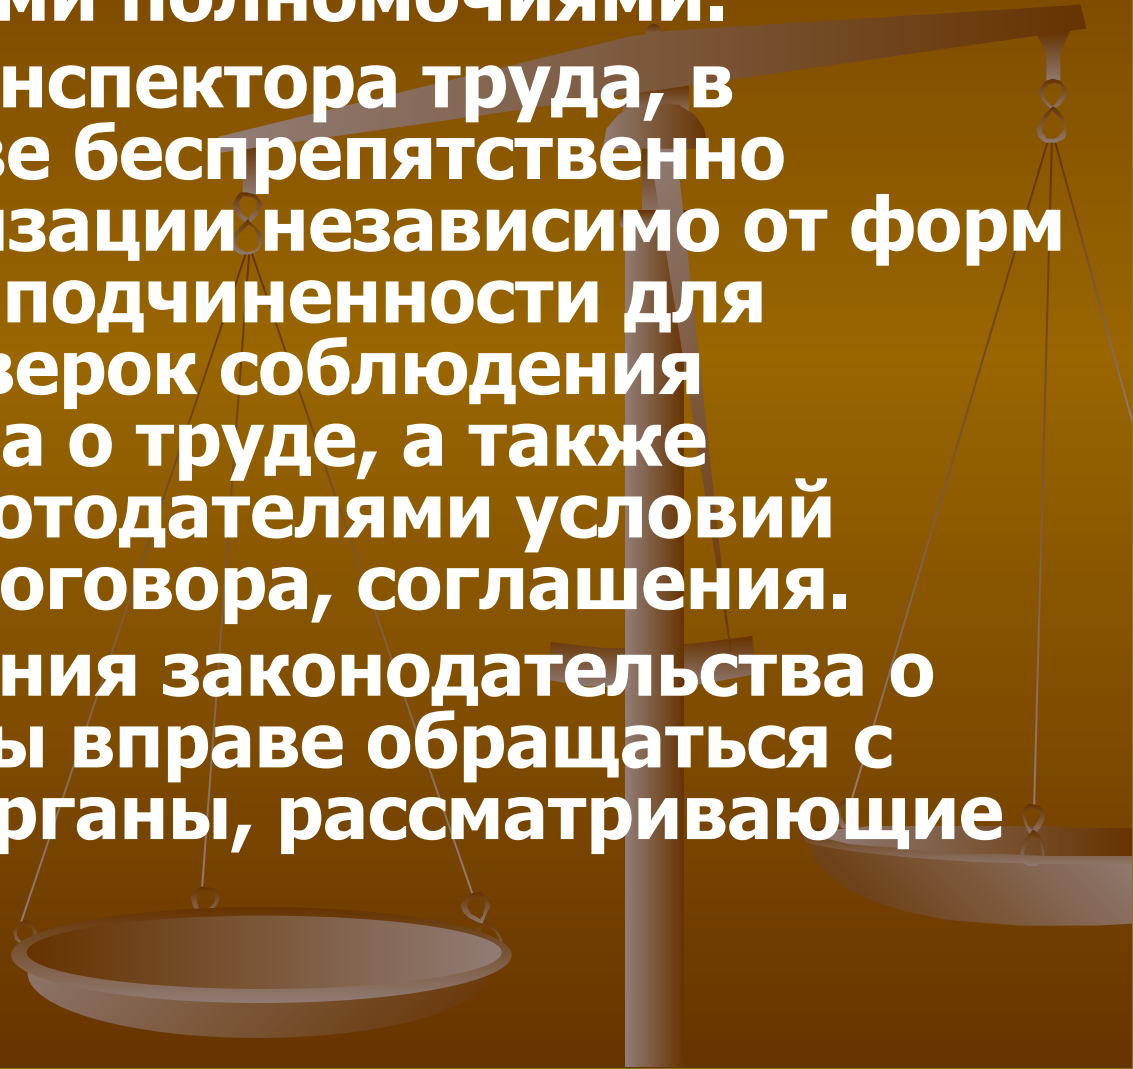 ми полномочиями.
нспектора труда, в
ве беспрепятственно
изации независимо от форм
подчиненности для
верок соблюдения
а о труде, а также
отодателями условий
оговора, соглашения.
ния законодательства о
ы вправе обращаться с
рганы, рассматривающие